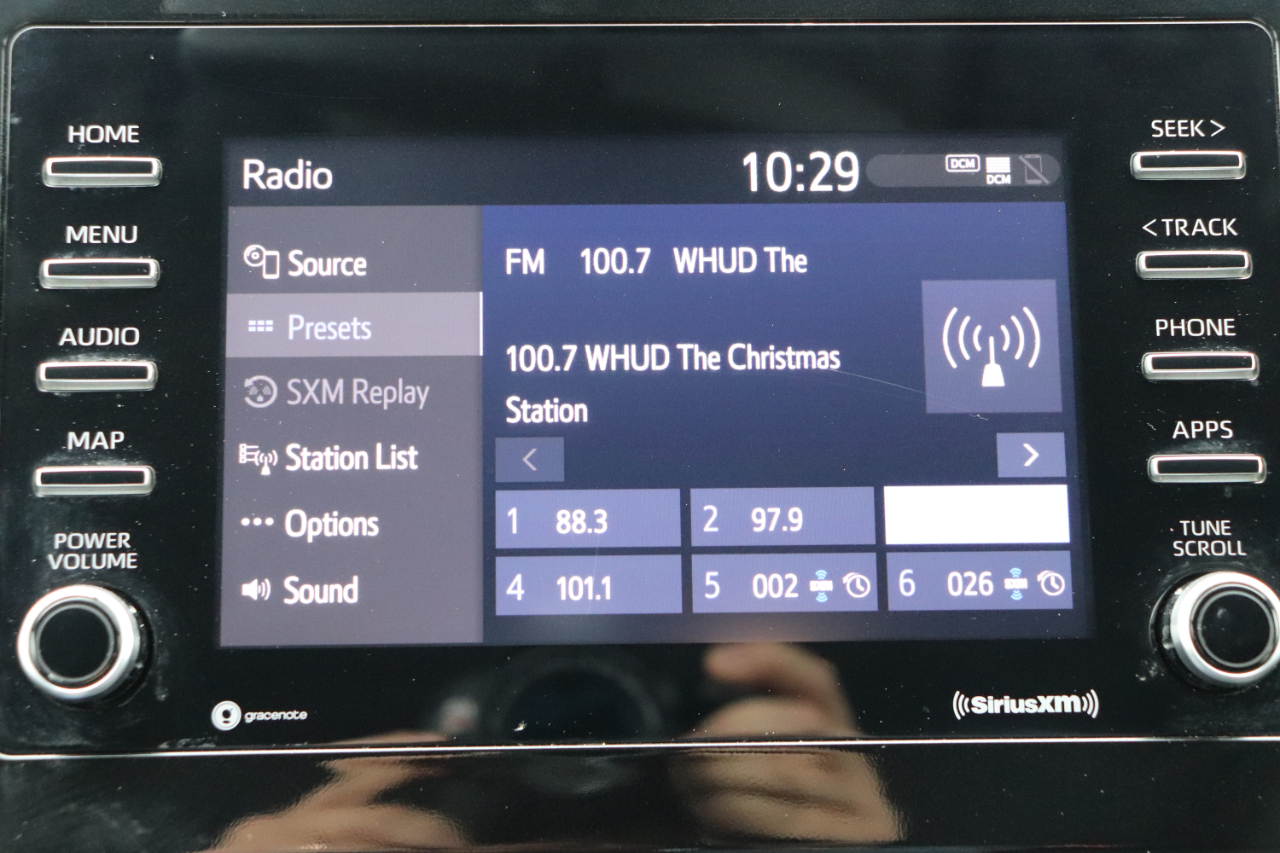 HOME
MENU
AUDIO
MAP
POWER
VOLUME
Radio
10:29
DCM
DCM
Source
Presets
SXM Replay
Station List
Options
Sound
FM 100.7 WHUD The
100.7 WHUD The Christmas
Station
<
>
1 88.3
2 97.9
4 101.1
5 002 SXM
6 026 SXM
SEEK >
< TRACK
PHONE
APPS
TUNE
SCROLL
gracenote
((SiriusXM))